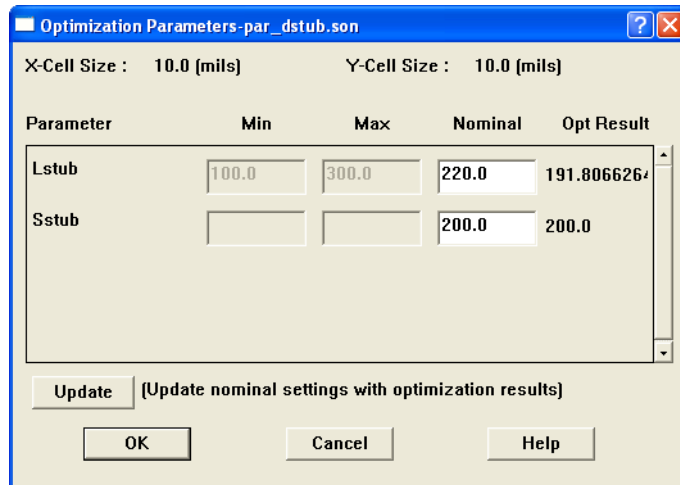 Optimization Parameters-par_dstub.son
X-Cell Size : 10.0 (mils) Y-Cell Size : 10.0 (mils)
Parameter Min Max Nominal Opt Result
Lstub 100.0 300.0 220.0 191.8066264
Sstub 200.0 200.0
Update (Update nominal settings with optimization results)
OK Cancel Help